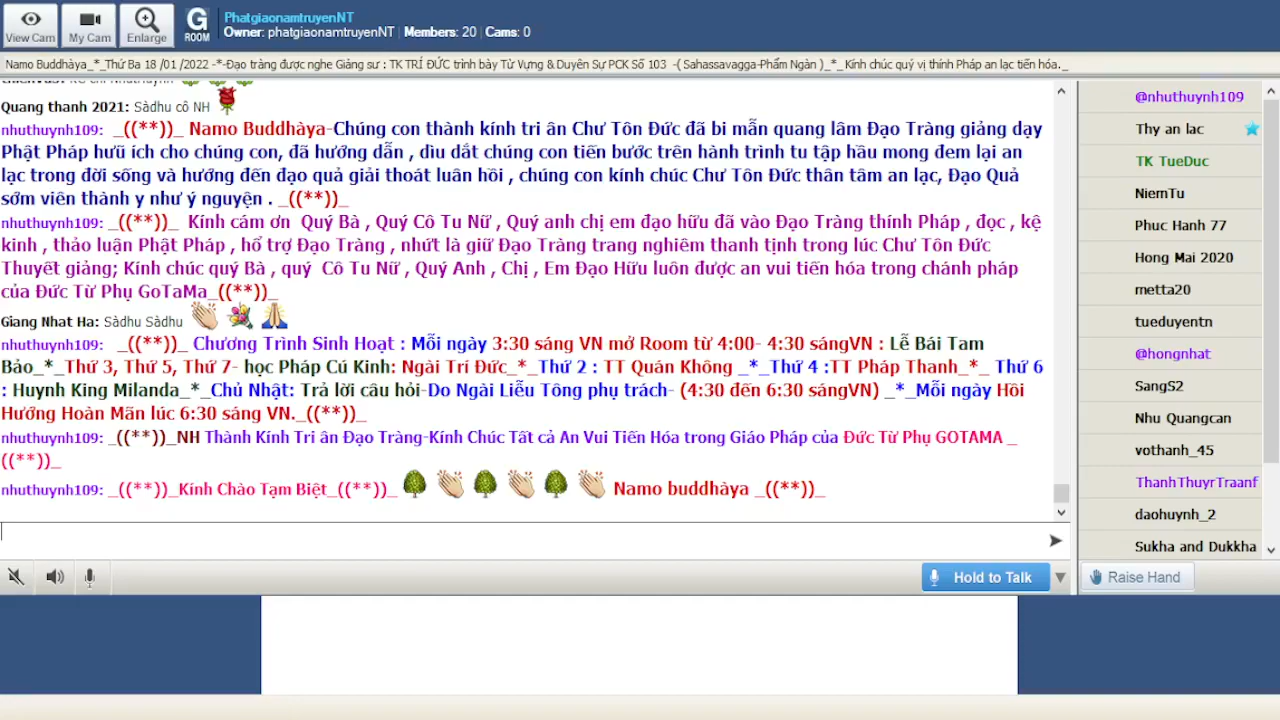 View Cam
My Cam
Enlarge
G
ROOM
PhatgiaonamtruyenNT
Owner: phatgiaonamtruyenNT | Members: 20 | Cams: 0
Namo Buddhàya_*_Thứ Ba 18 /01 /2022 -*-Đạo tràng được nghe Giảng sư : TK TRÍ ĐỨC trình bày Từ Vựng & Duyên Sự PCK Số 103 -( Sahassavagga-Phẩm Ngàn )_*_Kính chúc quý vị thính Pháp an lạc tiến hóa._
Quang thanh 2021: Sàdhu cô NH
nhuthuynh109: _((**))_ Namo Buddhàya-Chúng con thành kính tri ân Chư Tôn Đức đã bi mẫn quang lâm Đạo Tràng giảng dạy
Phật Pháp hưũ ích cho chúng con, đã hướng dẫn , dìu dắt chúng con tiến bước trên hành trình tu tập hầu mong đem lại an
lạc trong đời sống và hướng đến đạo quả giải thoát luân hồi , chúng con kính chúc Chư Tôn Đức thân tâm an lạc, Đạo Quả
sớm viên thành y như ý nguyện . _((**))_
nhuthuynh109: _((**))_ Kính cám ơn Quý Bà , Quý Cô Tu Nữ , Quý anh chị em đạo hữu đã vào Đạo Tràng thính Pháp , đọc , kệ
kinh , thảo luận Phật Pháp , hổ trợ Đạo Tràng , nhứt là giữ Đạo Tràng trang nghiêm thanh tịnh trong lúc Chư Tôn Đức
Thuyết giảng; Kính chúc quý Bà , quý Cô Tu Nữ , Quý Anh , Chị , Em Đạo Hữu luôn được an vui tiến hóa trong chánh pháp
của Đức Từ Phụ GoTaMa_((**))_
Giang Nhat Ha: Sàdhu Sàdhu
nhuthuynh109: _((**))_ Chương Trình Sinh Hoạt : Mỗi ngày 3:30 sáng VN mở Room từ 4:00- 4:30 sángVN : Lễ Bái Tam
Bảo_*_Thứ 3, Thứ 5, Thứ 7- học Pháp Cú Kinh: Ngài Trí Đức_*_Thứ 2 : TT Quán Không _*_Thứ 4 :TT Pháp Thanh_*_ Thứ 6
: Huynh King Milanda_*_Chủ Nhật: Trả lời câu hỏi-Do Ngài Liễu Tông phụ trách- (4:30 đến 6:30 sángVN) _*_Mỗi ngày Hồi
Hướng Hoàn Mãn lúc 6:30 sáng VN._((**))_
nhuthuynh109: _((**))_NH Thành Kính Tri ân Đạo Tràng-Kính Chúc Tất cả An Vui Tiến Hóa trong Giáo Pháp của Đức Từ Phụ GOTAMA _
((**))_
nhuthuynh109: _((**))_Kính Chào Tạm Biệt_((**))_ Namo buddhàya _((**))_
Hold to Talk
@nhuthuynh109
Thy an lac
TK TueDuc
NiemTu
Phuc Hanh 77
Hong Mai 2020
metta20
tueduyentn
@hongnhat
SangS2
Nhu Quangcan
vothanh_45
ThanhThuyrTraanf
daohuynh_2
Sukha and Dukkha
Raise Hand